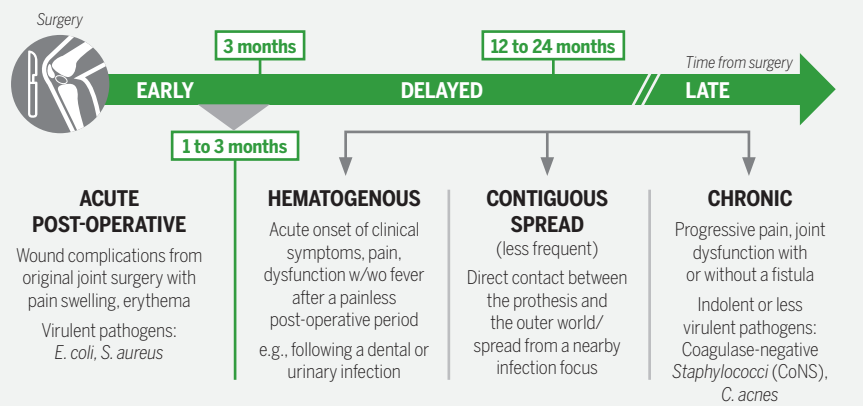 Surgery
3 months
12 to 24 months
Time from surgery
EARLY
DELAYED
LATE
1 to 3 months
ACUTE
POST-OPERATIVE
Wound complications from
original joint surgery with
pain swelling, erythema
Virulent pathogens:
E. coli, S. aureus
HEMATOGENOUS
Acute onset of clinical
symptoms, pain,
dysfunction w/wo fever
after a painless
post-operative period
e.g., following a dental or
urinary infection
CONTIGUOUS
SPREAD
(less frequent)
Direct contact between
the prothesis and
the outer world/
spread from a nearby
infection focus
CHRONIC
Progressive pain, joint
dysfunction with
or without a fistula
Indolent or less
virulent pathogens:
Coagulase-negative
Staphylococci (CoNS),
C. acnes